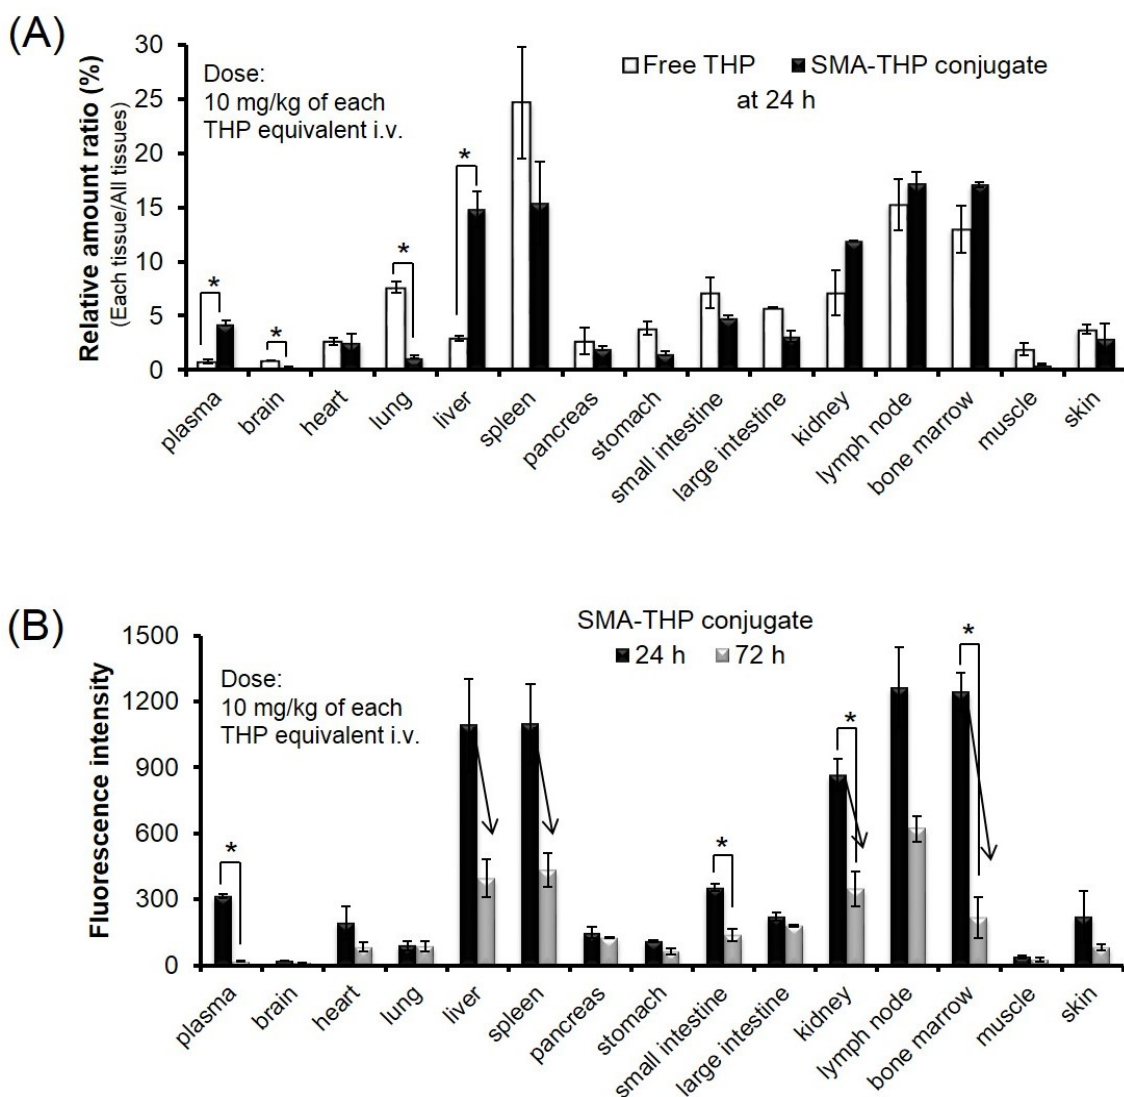 (A)
Relative amount ratio (%)
(Each tissue/All tissues)
30
25
20
15
10
5
0
Dose:
10 mg/kg of each
THP equivalent i.v.
Free THP SMA-THP conjugate
at 24 h
*
*
*
*
plasma
brain
heart
lung
liver
spleen
pancreas
stomach
small intestine
large intestine
kidney
lymph node
bone marrow
muscle
skin
(B)
Fluorescence intensity
1500
1200
900
600
300
0
Dose:
10 mg/kg of each
THP equivalent i.v.
SMA-THP conjugate
24 h 72 h
*
*
*
*
plasma
brain
heart
lung
liver
spleen
pancreas
stomach
small intestine
large intestine
kidney
lymph node
bone marrow
muscle
skin